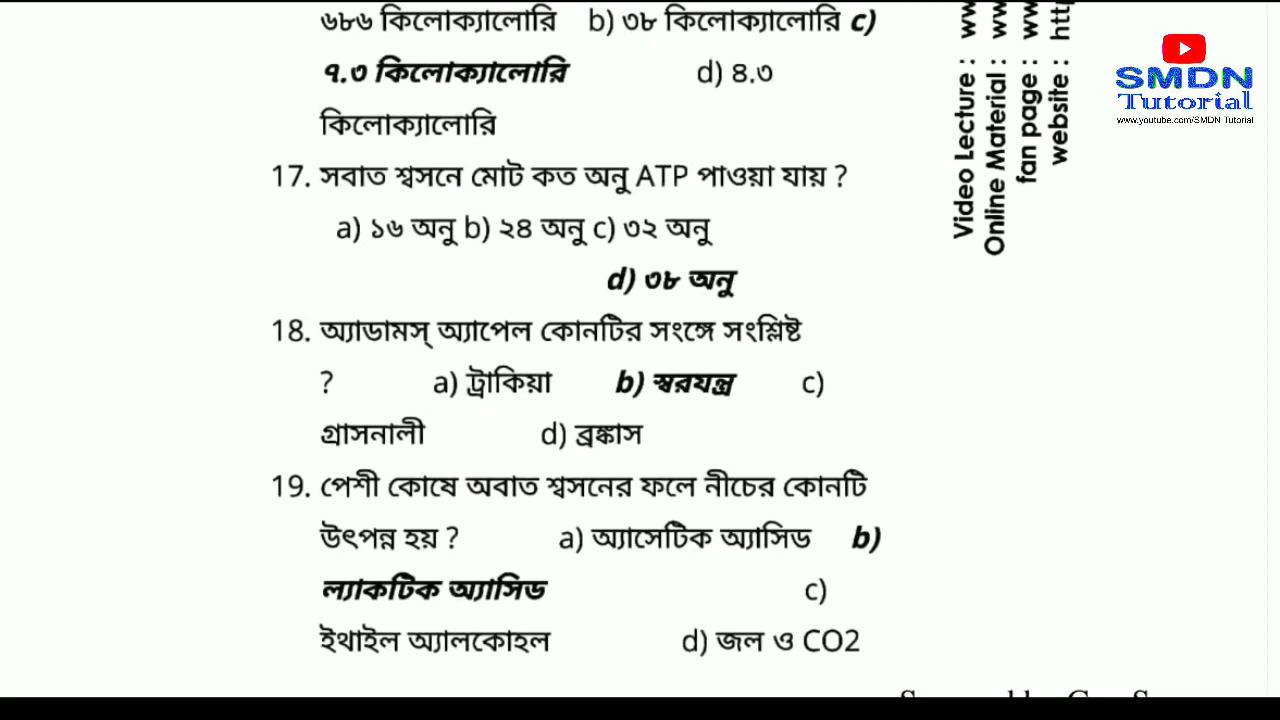 ৬৮৬ কিলোক্যালোরি b) ৩৮ কিলোক্যালোরি c)
৭.৩ কিলোক্যালোরি d) ৪.৩
কিলোক্যালোরি
17. সবাত শ্বসনে মোট কত অনু ATP পাওয়া যায় ?
a) ১৬ অনু b) ২৪ অনু c) ৩২ অনু
d) ৩৮ অনু
18. অ্যাডামস্ অ্যাপেল কোনটির সংঙ্গে সংশ্লিষ্ট
? a) ট্রাকিয়া b) স্বরযন্ত্র c)
গ্রাসনালী d) ব্রঙ্কাস
19. পেশী কোষে অবাত শ্বসনের ফলে নীচের কোনটি
উৎপন্ন হয় ? a) অ্যাসেটিক অ্যাসিড b)
ল্যাকটিক অ্যাসিড c)
ইথাইল অ্যালকোহল d) জল ও CO2
Video Lecture :
Online Material :
fan page :
website :
SMDN
Tutorial
www.youtube.com/SMDN Tutorial